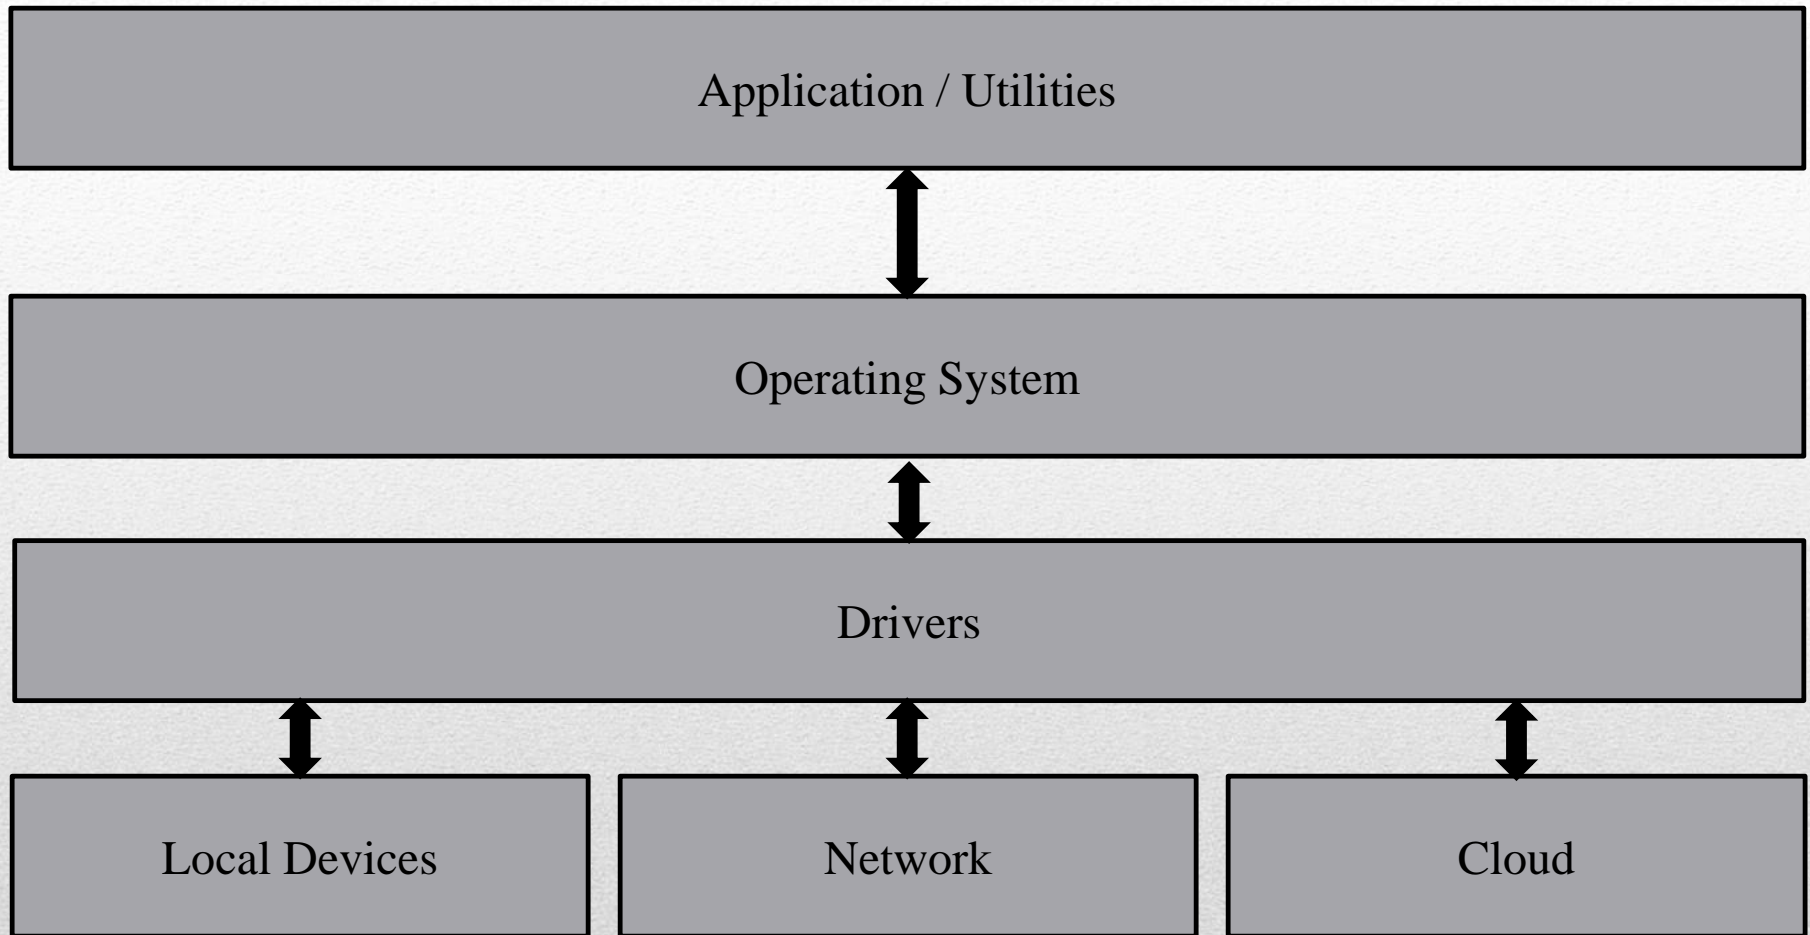 Application / Utilities
Operating System
Drivers
Local Devices
Network
Cloud